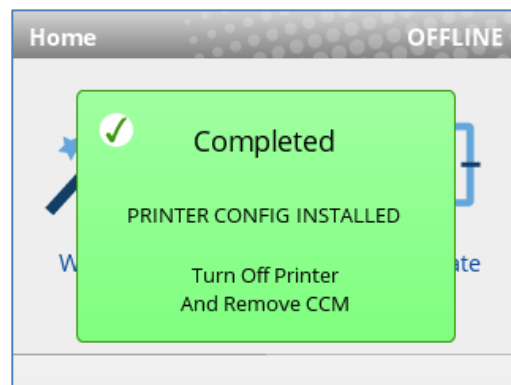 Home OFFLINE
Completed
PRINTER CONFIG INSTALLED
Turn Off Printer
And Remove CCM